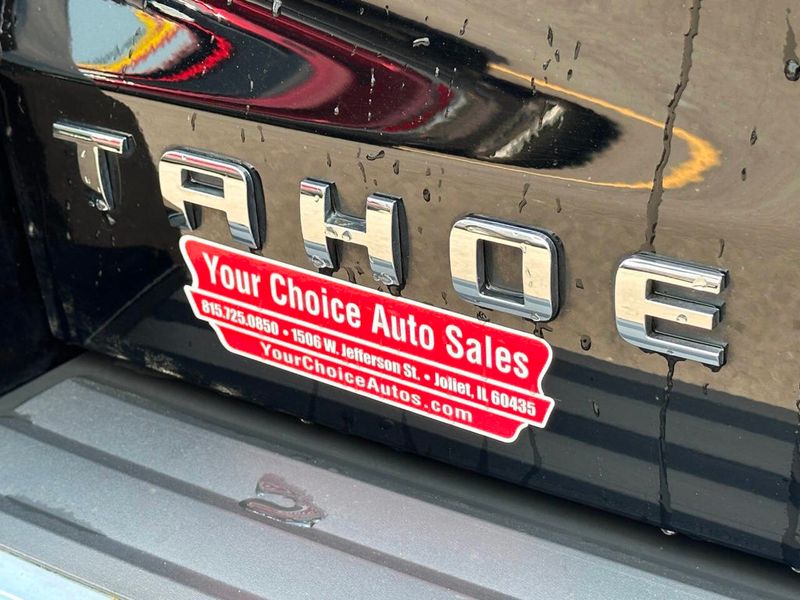 TAHOE
Your Choice Auto Sales
815.725.0850 • 1506 W. Jefferson St. • Joliet, IL 60435
YourChoiceAutos.com